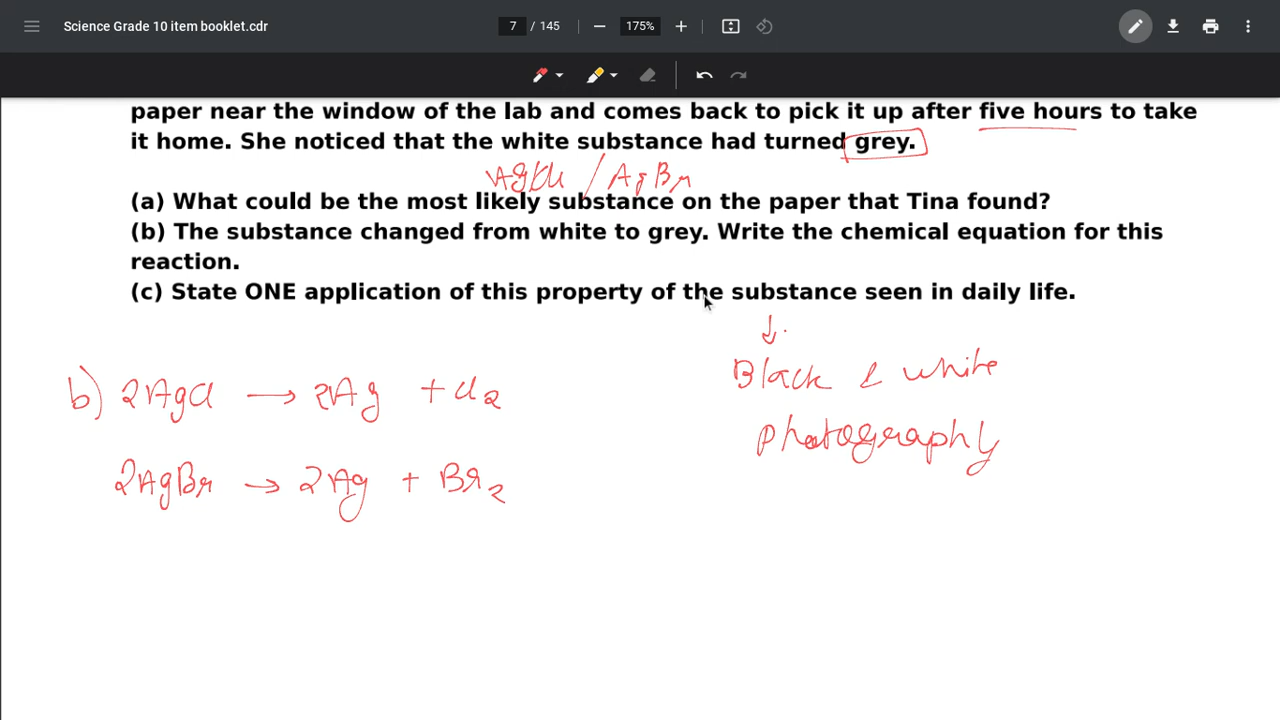 Science Grade 10 item booklet.cdr 7 / 145 175%
paper near the window of the lab and comes back to pick it up after five hours to take
it home. She noticed that the white substance had turned grey.
AgCl / AgBr
(a) What could be the most likely substance on the paper that Tina found?
(b) The substance changed from white to grey. Write the chemical equation for this
reaction.
(c) State ONE application of this property of the substance seen in daily life.
↓
Black & white
photography
b) 2AgCl → 2Ag + Cl2
2AgBr → 2Ag + Br2